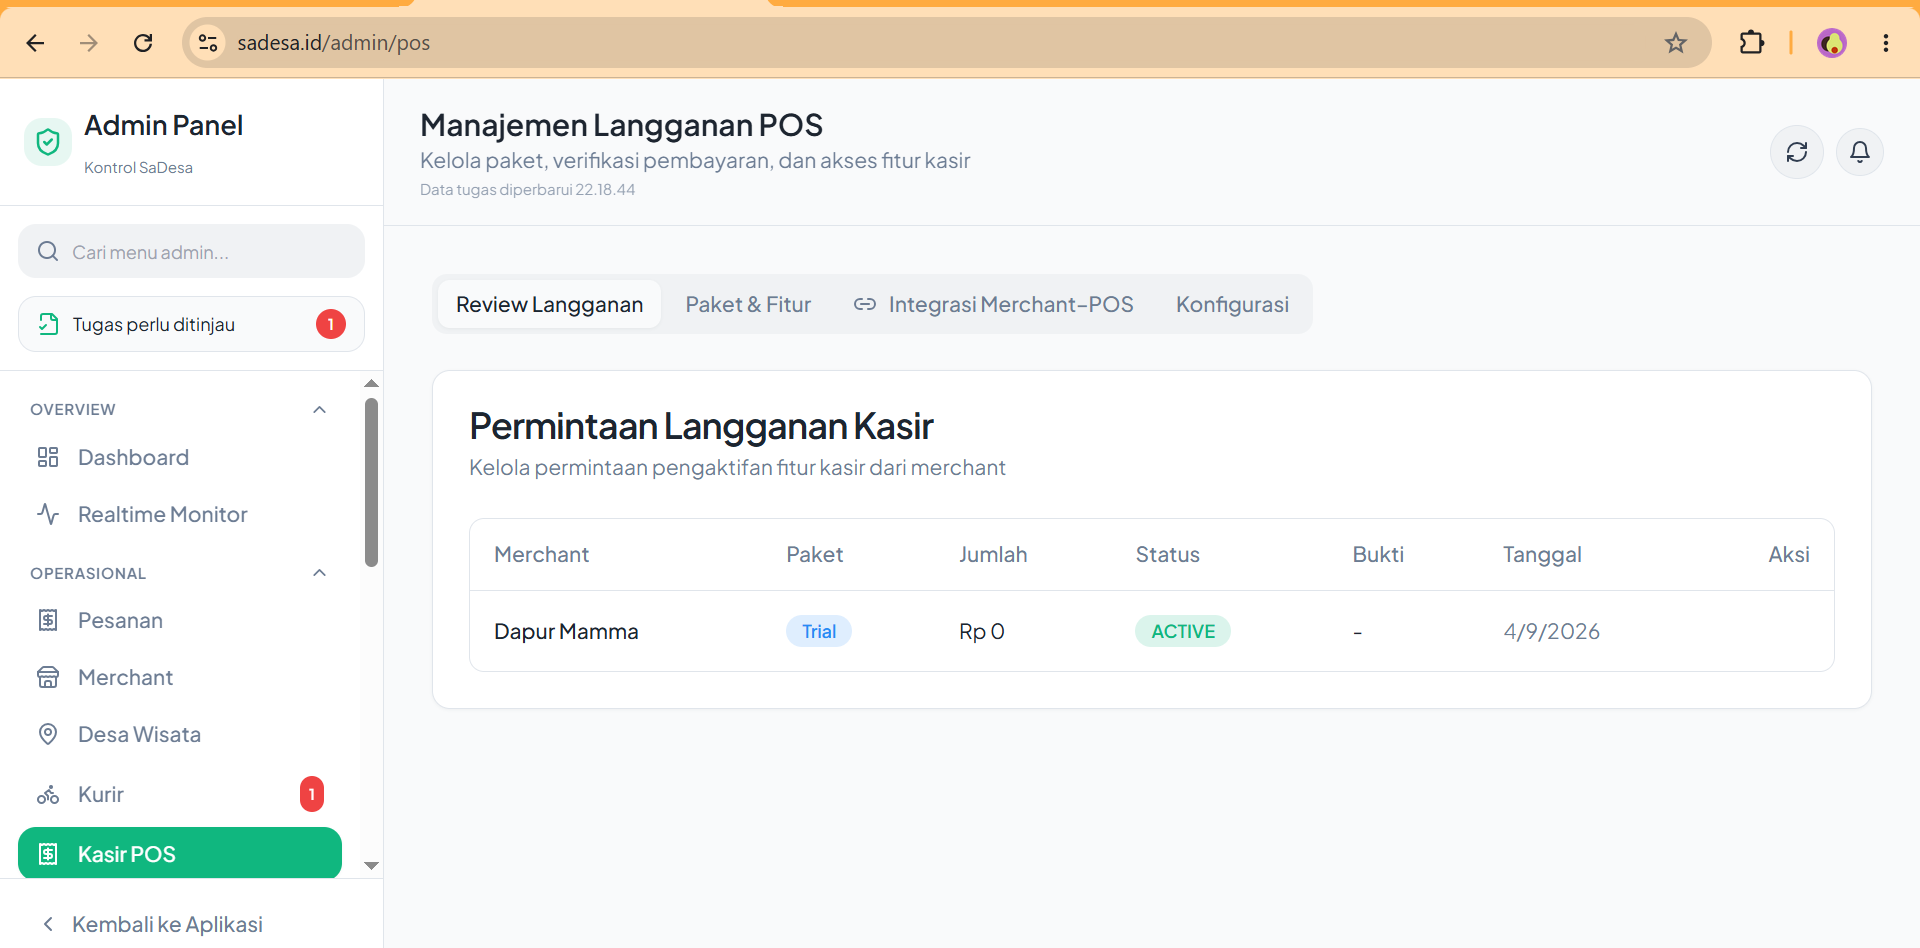 sadesa.id/admin/pos
Admin Panel
Kontrol SaDesa
Cari menu admin...
Tugas perlu ditinjau 1
OVERVIEW
Dashboard
Realtime Monitor
OPERASIONAL
Pesanan
Merchant
Desa Wisata
Kurir 1
Kasir POS
Kembali ke Aplikasi
Manajemen Langganan POS
Kelola paket, verifikasi pembayaran, dan akses fitur kasir
Data tugas diperbarui 22.18.44
Review Langganan Paket & Fitur Integrasi Merchant-POS Konfigurasi
Permintaan Langganan Kasir
Kelola permintaan pengaktifan fitur kasir dari merchant
Merchant Paket Jumlah Status Bukti Tanggal Aksi
Dapur Mamma Trial Rp 0 ACTIVE - 4/9/2026